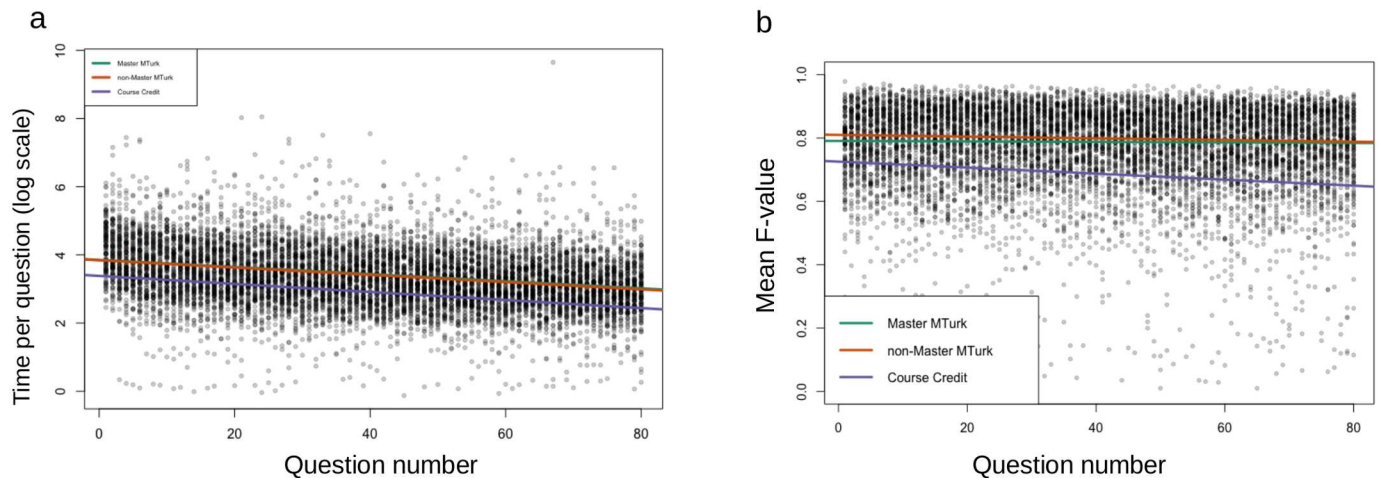 a
Time per question (log scale)
10
8
6
4
2
0
Master MTurk
non-Master MTurk
Course Credit
0 20 40 60 80
Question number
b
Mean F-value
1.0
0.8
0.6
0.4
0.2
0.0
Master MTurk
non-Master MTurk
Course Credit
0 20 40 60 80
Question number